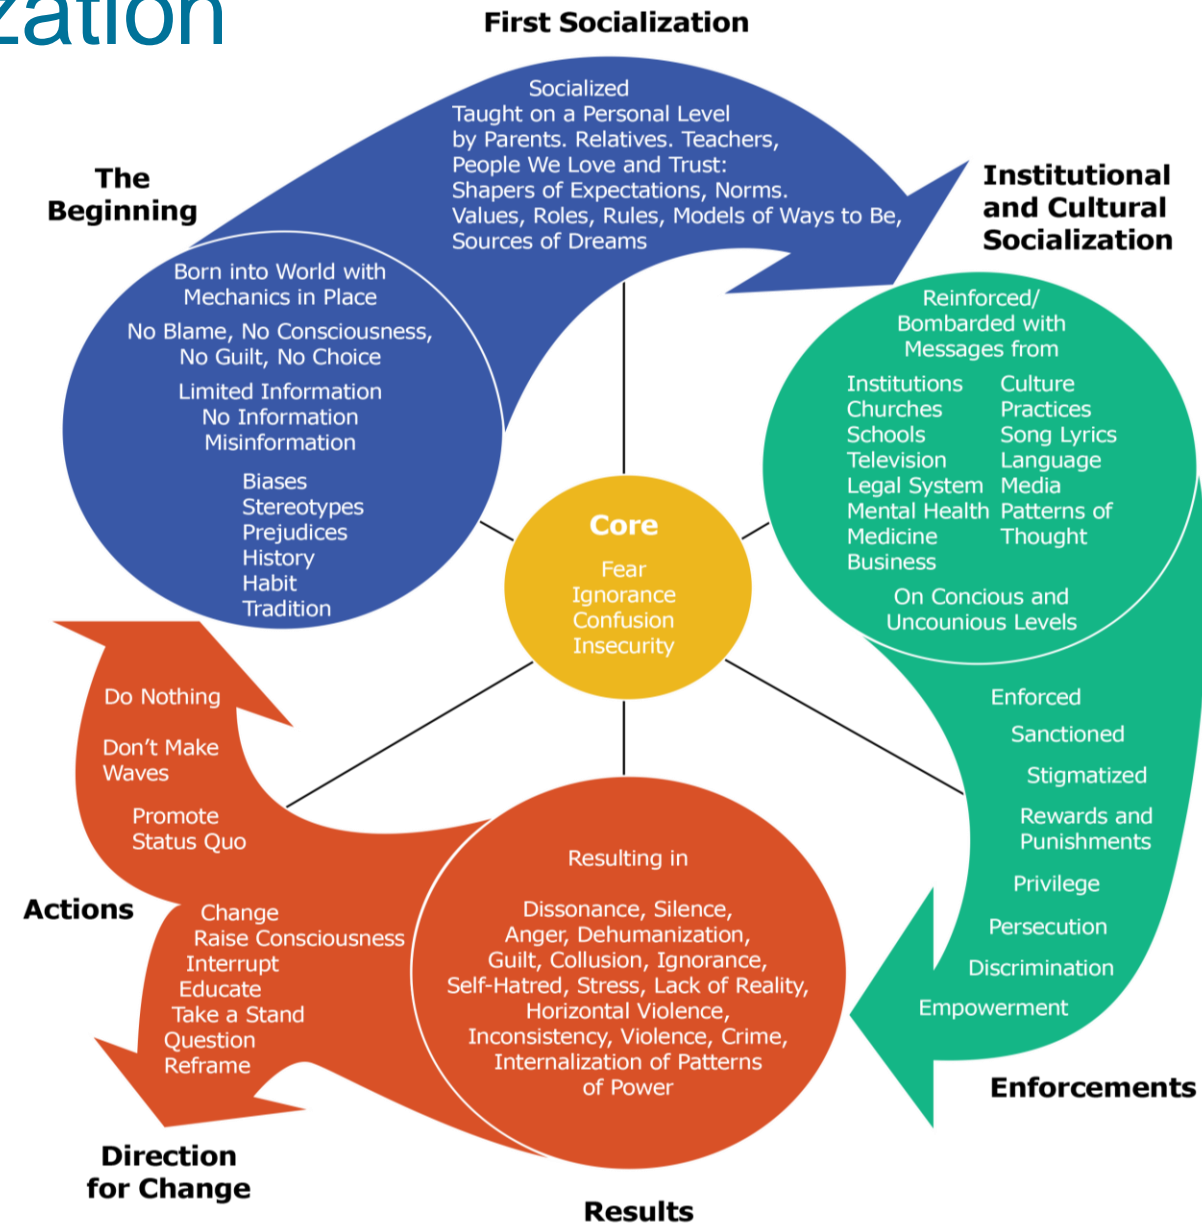 zation
First Socialization
Socialized
Taught on a Personal Level
by Parents. Relatives. Teachers,
People We Love and Trust:
Shapers of Expectations, Norms.
Values, Roles, Rules, Models of Ways to Be,
Sources of Dreams
The
Beginning
Born into World with
Mechanics in Place
No Blame, No Consciousness,
No Guilt, No Choice
Limited Information
No Information
Misinformation
Biases
Stereotypes
Prejudices
History
Habit
Tradition
Institutional
and Cultural
Socialization
Reinforced/
Bombarded with
Messages from
Institutions
Churches
Schools
Television
Legal System
Mental Health
Medicine
Business
Culture
Practices
Song Lyrics
Language
Media
Patterns of
Thought
On Concious and
Uncounious Levels
Core
Fear
Ignorance
Confusion
Insecurity
Enforced
Sanctioned
Stigmatized
Rewards and
Punishments
Privilege
Persecution
Discrimination
Empowerment
Enforcements
Resulting in
Dissonance, Silence,
Anger, Dehumanization,
Guilt, Collusion, Ignorance,
Self-Hatred, Stress, Lack of Reality,
Horizontal Violence,
Inconsistency, Violence, Crime,
Internalization of Patterns
of Power
Results
Do Nothing
Don't Make
Waves
Promote
Status Quo
Actions
Change
Raise Consciousness
Interrupt
Educate
Take a Stand
Question
Reframe
Direction
for Change